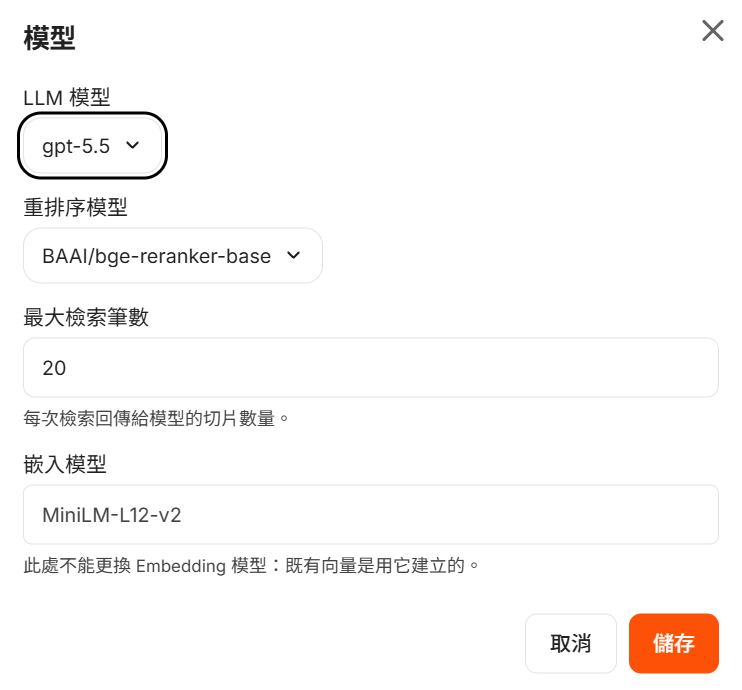 模型
LLM 模型
gpt-5.5
重排序模型
BAAI/bge-reranker-base
最大檢索筆數
20
每次檢索回傳給模型的切片數量。
嵌入模型
MiniLM-L12-v2
此處不能更換 Embedding 模型：既有向量是用它建立的。
取消
儲存